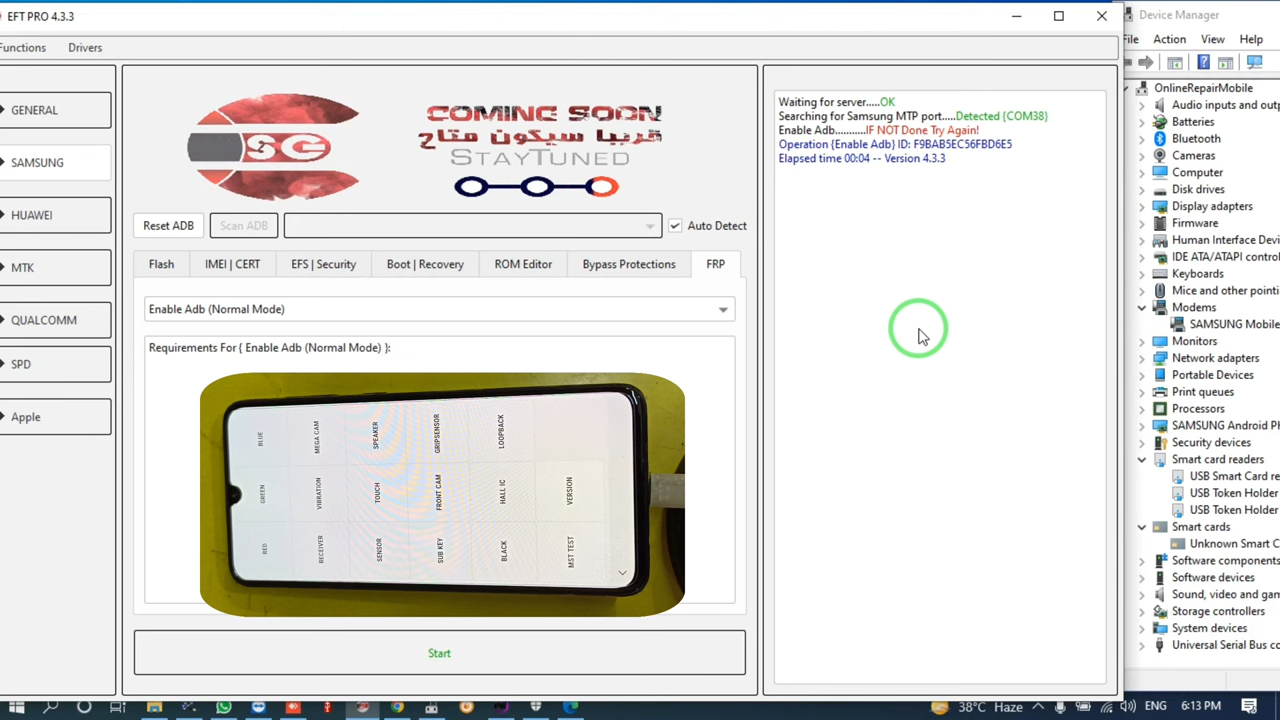 EFT PRO 4.3.3
Functions
Drivers
GENERAL
SAMSUNG
HUAWEI
MTK
QUALCOMM
SPD
Apple
SG
COMING SOON
قريبا سيكون متاح
STAYTUNED
Reset ADB
Scan ADB
Auto Detect
Flash
IMEI | CERT
EFS | Security
Boot | Recovery
ROM Editor
Bypass Protections
FRP
Enable Adb (Normal Mode)
Requirements For { Enable Adb (Normal Mode) }:
RED GREEN BLUE
RECEIVER VIBRATION MEGA CAM
SENSOR TOUCH SPEAKER
SUB KEY FRONT CAM GRIPSENSOR
BLACK HALL IC LOOPBACK
MST TEST VERSION
Start
Waiting for server.....OK
Searching for Samsung MTP port.....Detected {COM38}
Enable Adb...........IF NOT Done Try Again!
Operation {Enable Adb} ID: F9BAB5EC56FBD6E5
Elapsed time 00:04 -- Version 4.3.3
Device Manager
File Action View Help
OnlineRepairMobile
Audio inputs and outp
Batteries
Bluetooth
Cameras
Computer
Disk drives
Display adapters
Firmware
Human Interface Devi
IDE ATA/ATAPI control
Keyboards
Mice and other pointi
Modems
SAMSUNG Mobile
Monitors
Network adapters
Portable Devices
Print queues
Processors
SAMSUNG Android Ph
Security devices
Smart card readers
USB Smart Card re
USB Token Holder
USB Token Holder
Smart cards
Unknown Smart C
Software components
Software devices
Sound, video and gam
Storage controllers
System devices
Universal Serial Bus co
38°C Haze
ENG
6:13 PM